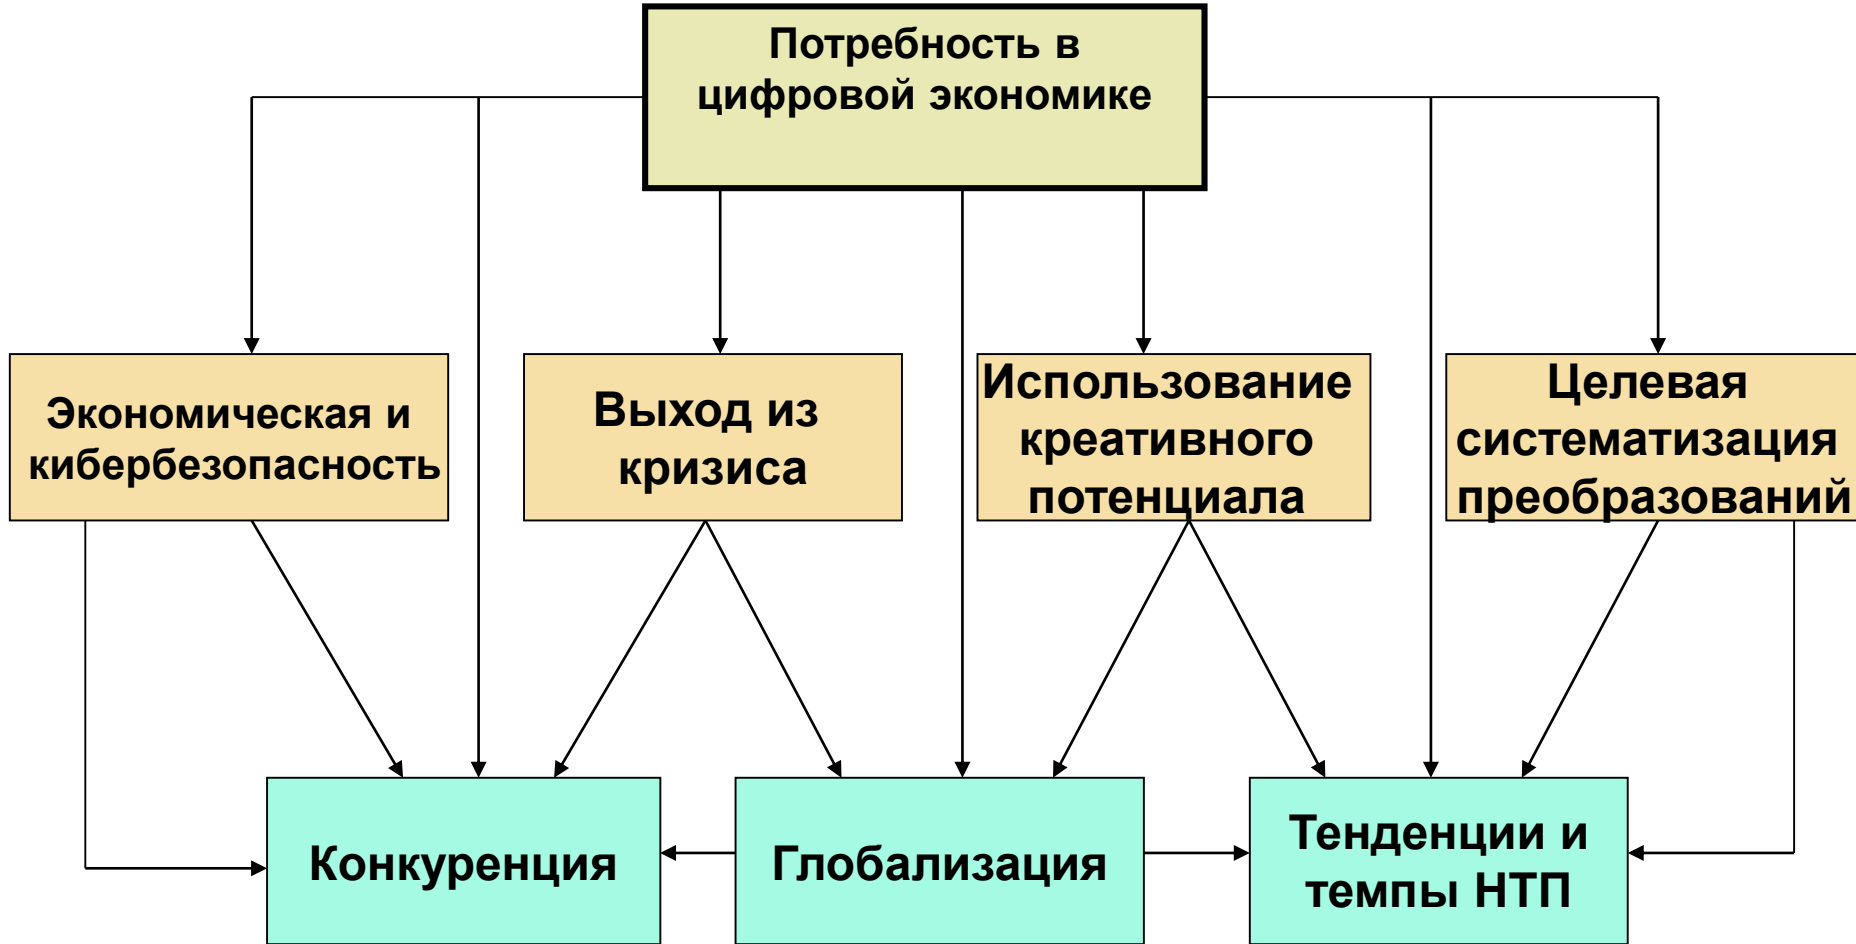 Потребность в
цифровой экономике
Экономическая и
кибербезопасность
Выход из
кризиса
Использование
креативного
потенциала
Целевая
систематизация
преобразований
Конкуренция
Глобализация
Тенденции и
темпы НТП